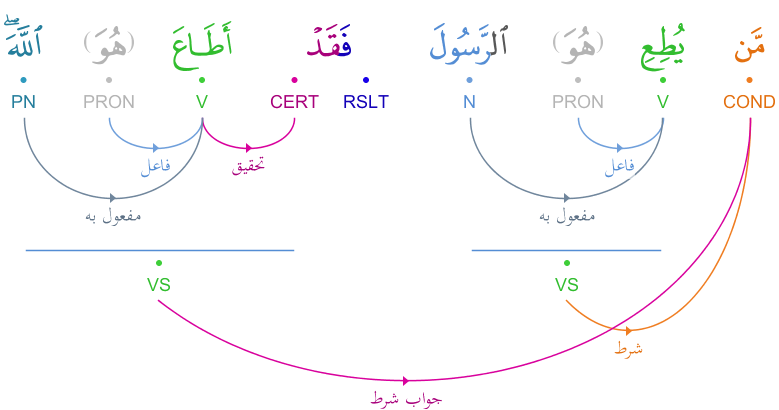 مَّن يُطِعِ (هُوَ) ٱلرَّسُولَ فَقَدْ أَطَاعَ (هُوَ) ٱللَّهَ ۖ
COND V PRON N RSLT CERT V PRON PN
فاعل تحقيق فاعل
مفعول به مفعول به
VS VS
شرط
جواب شرط